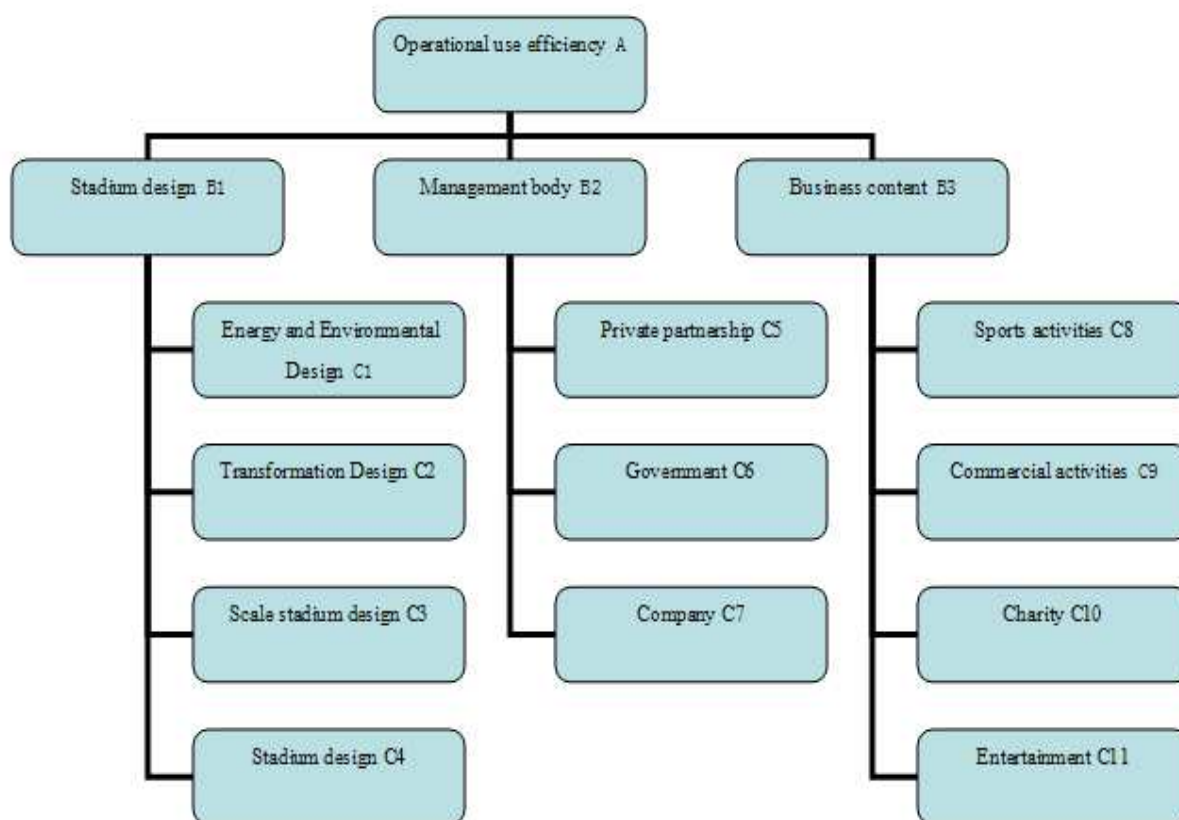 Operational use efficiency A
Stadium design B1
Management body B2
Business content B3
Energy and Environmental
Design C1
Transformation Design C2
Scale stadium design C3
Stadium design C4
Private partnership C5
Government C6
Company C7
Sports activities C8
Commercial activities C9
Charity C10
Entertainment C11